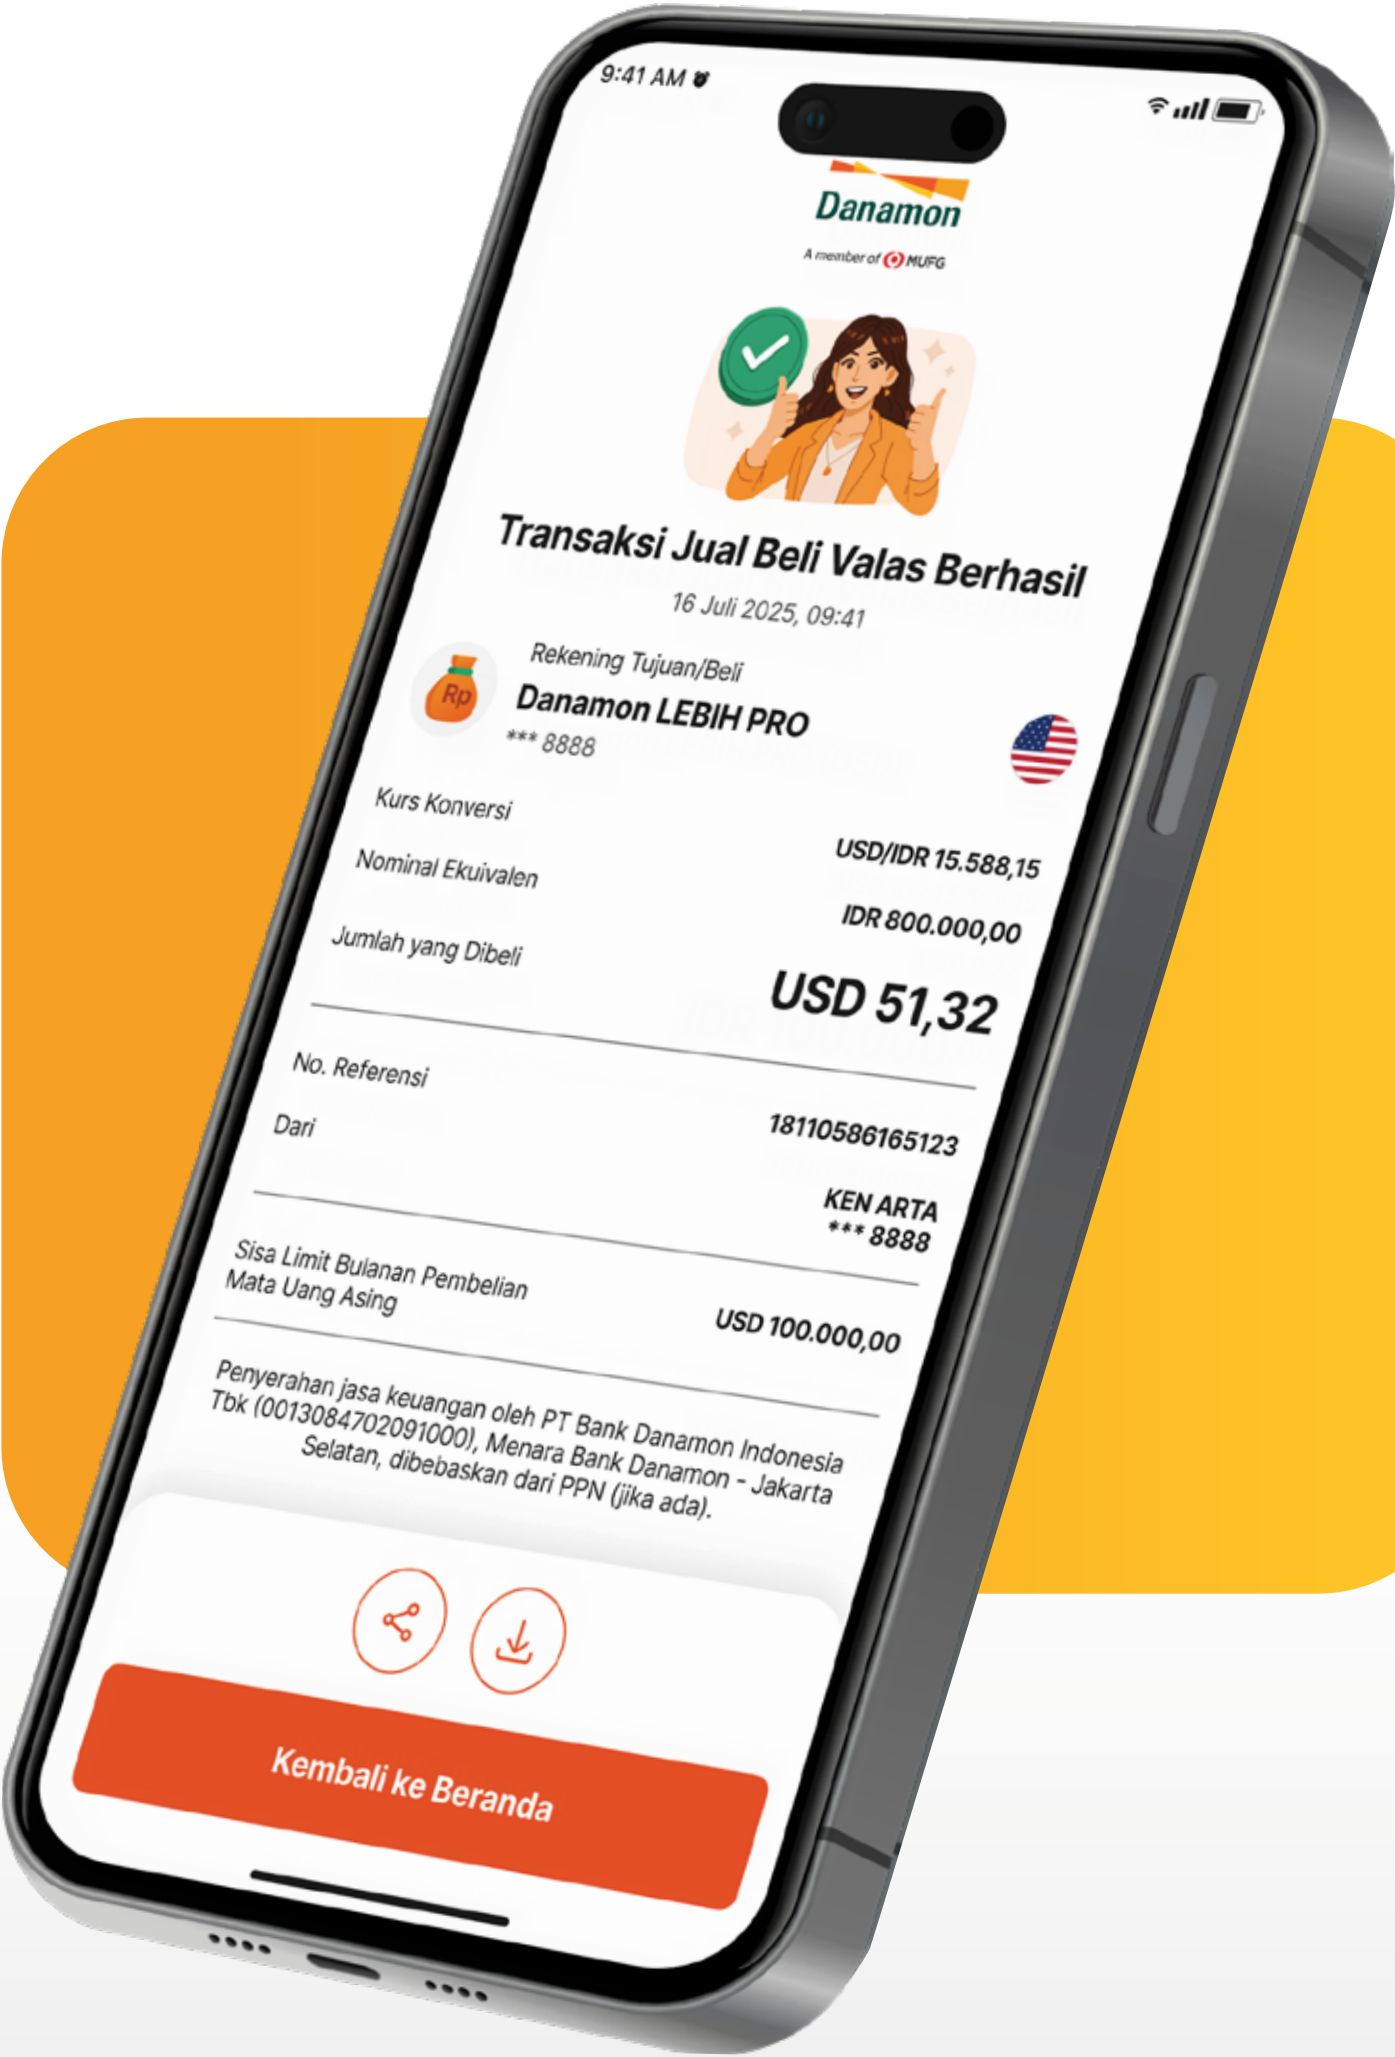 9:41 AM
Danamon
A member of MUFG
Transaksi Jual Beli Valas Berhasil
16 Juli 2025, 09:41
Rekening Tujuan/Beli
Rp
Danamon LEBIH PRO
*** 8888
Kurs Konversi
USD/IDR 15.588,15
Nominal Ekuivalen
IDR 800.000,00
Jumlah yang Dibeli
USD 51,32
No. Referensi
18110586165123
Dari
KEN ARTA
*** 8888
Sisa Limit Bulanan Pembelian
Mata Uang Asing
USD 100.000,00
Penyerahan jasa keuangan oleh PT Bank Danamon Indonesia
Tbk (0013084702091000), Menara Bank Danamon - Jakarta
Selatan, dibebaskan dari PPN (jika ada).
Kembali ke Beranda